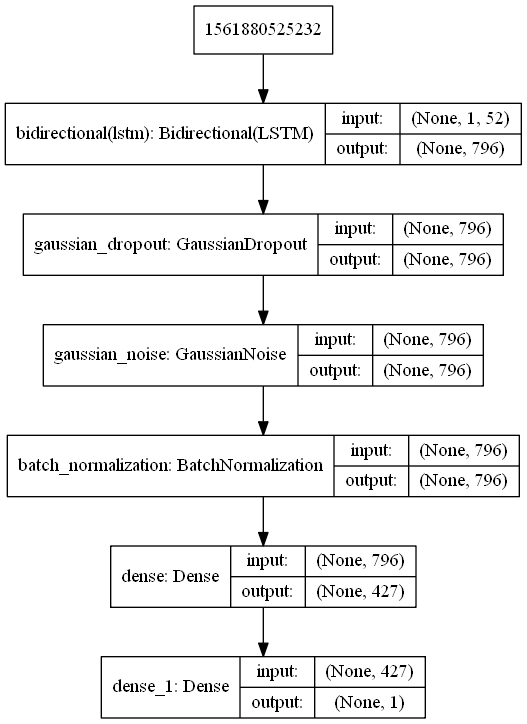 1561880525232
bidirectional(lstm): Bidirectional(LSTM)
input:
(None, 1, 52)
output:
(None, 796)
gaussian_dropout: GaussianDropout
input:
(None, 796)
output:
(None, 796)
gaussian_noise: GaussianNoise
input:
(None, 796)
output:
(None, 796)
batch_normalization: BatchNormalization
input:
(None, 796)
output:
(None, 796)
dense: Dense
input:
(None, 796)
output:
(None, 427)
dense_1: Dense
input:
(None, 427)
output:
(None, 1)